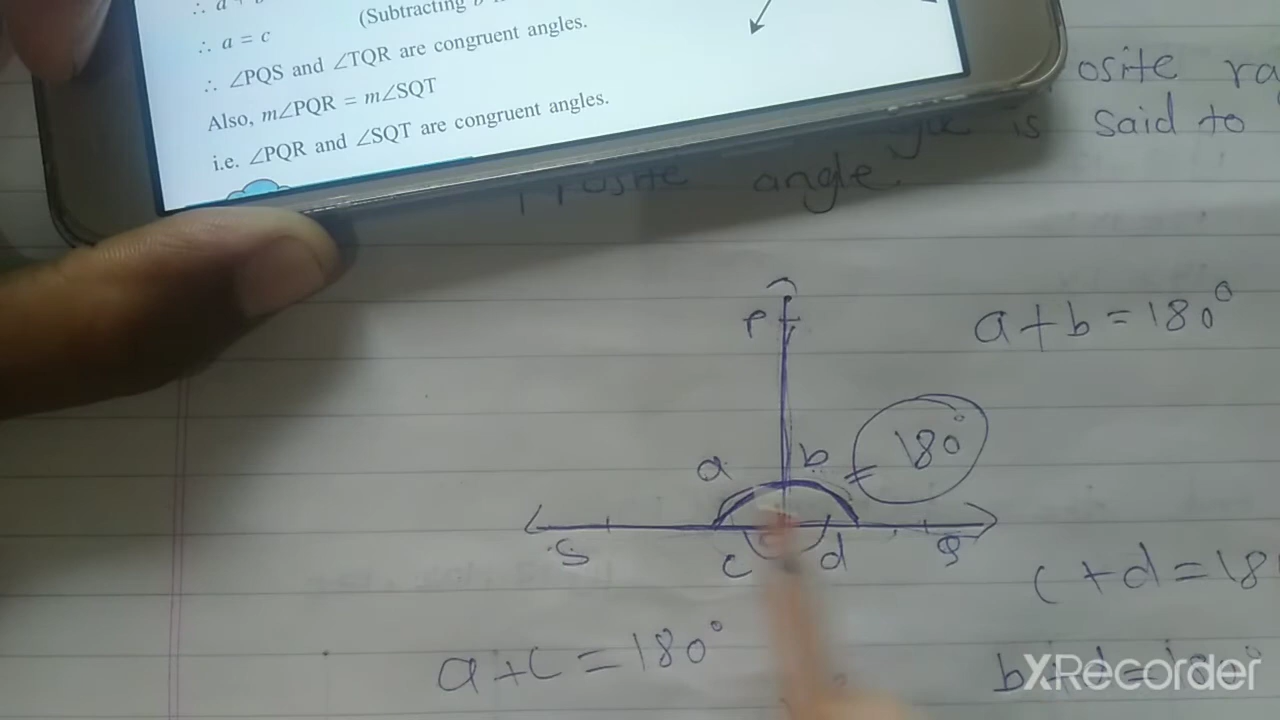 ∴ a = c
∴ ∠PQS and ∠TQR are congruent angles.
Also, m∠PQR = m∠SQT
i.e. ∠PQR and ∠SQT are congruent angles.
(Subtracting
osite ra
is said to
angle
P
a + b = 180°
a b = 180°
S c d Q
c + d = 18
a + c = 180°
XRecorder